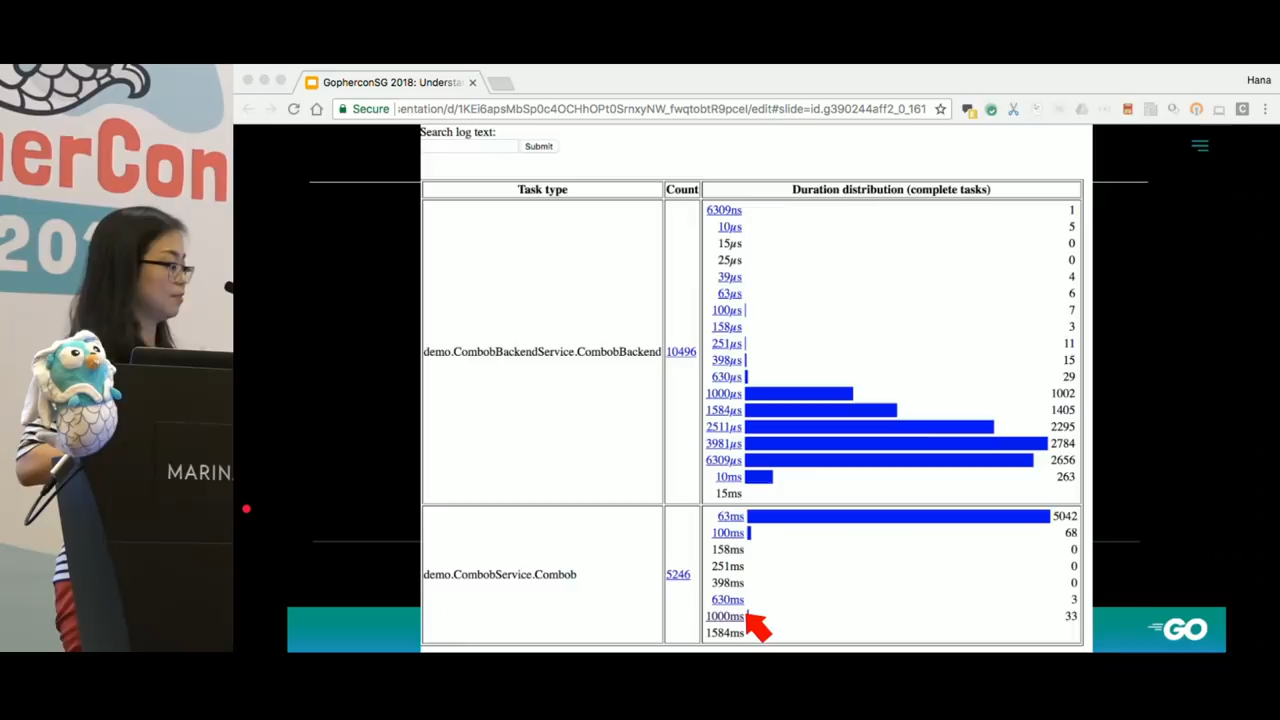 GopherconSG 2018: Understa
Hana
Secure
:entation/d/1KEi6apsMbSp0c4OCHhOPt0SrnxyNW_fwqtobtR9pceI/edit#slide=id.g390244aff2_0_161
erCon
20
MARIN
Search log text:
Submit
Task type Count Duration distribution (complete tasks)
demo.CombobBackendService.CombobBackend 10496
6309ns 1
10μs 5
15μs 0
25μs 0
39μs 4
63μs 6
100μs 7
158μs 3
251μs 11
398μs 15
630μs 29
1000μs 1002
1584μs 1405
2511μs 2295
3981μs 2784
6309μs 2656
10ms 263
15ms
demo.CombobService.Combob 5246
63ms 5042
100ms 68
158ms 0
251ms 0
398ms 0
630ms 3
1000ms 33
1584ms
GO